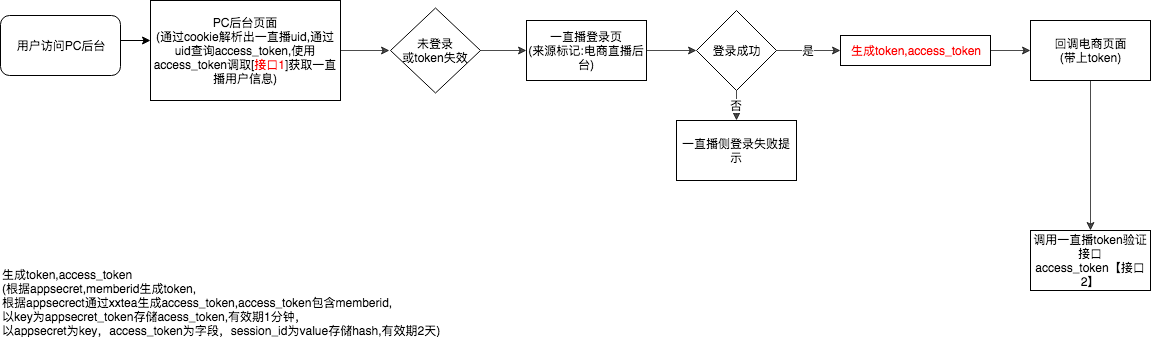 用户访问PC后台
PC后台页面
(通过cookie解析出一直播uid,通过
uid查询access_token,使用
access_token调取[接口1]获取一直
播用户信息)
未登录
或token失效
一直播登录页
(来源标记:电商直播后
台)
登录成功
是
生成token,access_token
回调电商页面
(带上token)
否
一直播侧登录失败提
示
调用一直播token验证
接口
access_token【接口
2】
生成token,access_token
(根据appsecret,memberid生成token,
根据appsecrect通过xxtea生成access_token,access_token包含memberid,
以key为appsecret_token存储acess_token,有效期1分钟，
以appsecret为key，access_token为字段，session_id为value存储hash,有效期2天)